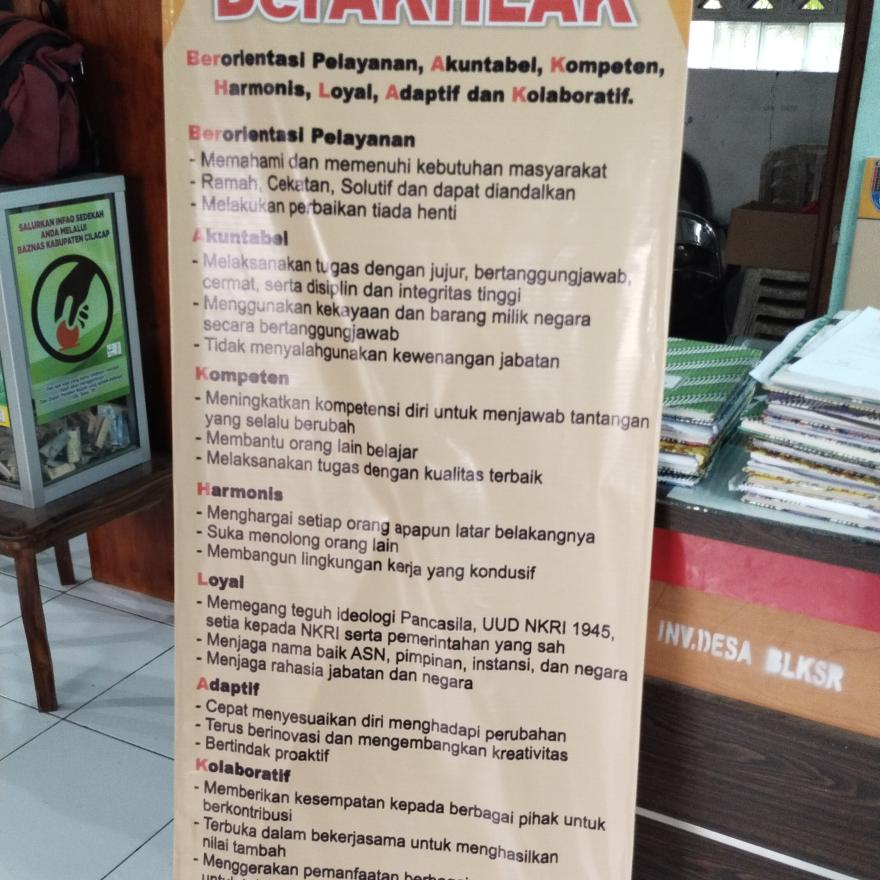 BerAKHLAK
Berorientasi Pelayanan, Akuntabel, Kompeten,
Harmonis, Loyal, Adaptif dan Kolaboratif.
Berorientasi Pelayanan
- Memahami dan memenuhi kebutuhan masyarakat
- Ramah, Cekatan, Solutif dan dapat diandalkan
- Melakukan perbaikan tiada henti
Akuntabel
- Melaksanakan tugas dengan jujur, bertanggungjawab,
cermat, serta disiplin dan integritas tinggi
- Menggunakan kekayaan dan barang milik negara
secara bertanggungjawab
- Tidak menyalahgunakan kewenangan jabatan
Kompeten
- Meningkatkan kompetensi diri untuk menjawab tantangan
yang selalu berubah
- Membantu orang lain belajar
- Melaksanakan tugas dengan kualitas terbaik
Harmonis
- Menghargai setiap orang apapun latar belakangnya
- Suka menolong orang lain
- Membangun lingkungan kerja yang kondusif
Loyal
- Memegang teguh ideologi Pancasila, UUD NKRI 1945,
setia kepada NKRI serta pemerintahan yang sah
- Menjaga nama baik ASN, pimpinan, instansi, dan negara
- Menjaga rahasia jabatan dan negara
Adaptif
- Cepat menyesuaikan diri menghadapi perubahan
- Terus berinovasi dan mengembangkan kreativitas
- Bertindak proaktif
Kolaboratif
- Memberikan kesempatan kepada berbagai pihak untuk
berkontribusi
- Terbuka dalam bekerjasama untuk menghasilkan
nilai tambah
- Menggerakan pemanfaatan
SALURKAN INFAQ SEDEKAH
ANDA MELALUI
BAZNAS KABUPATEN CILACAP
INV.DESA BLKSR